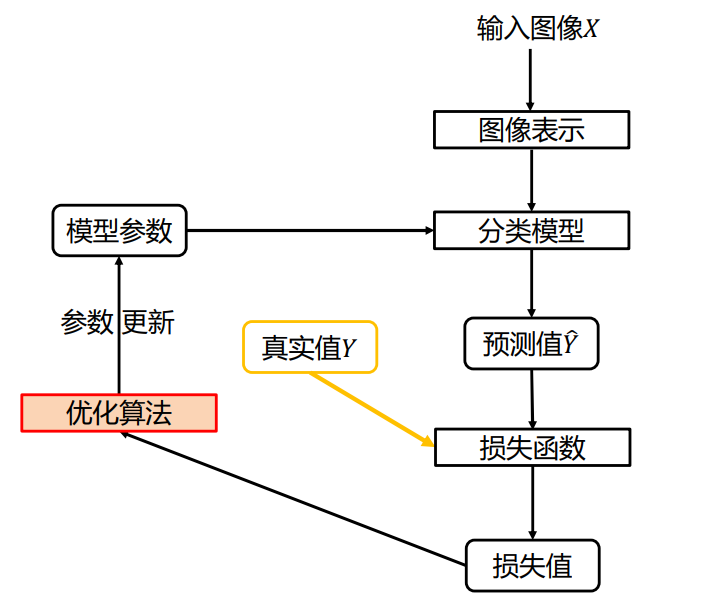 输入图像X
图像表示
模型参数
分类模型
参数更新
真实值Y
预测值Ŷ
优化算法
损失函数
损失值